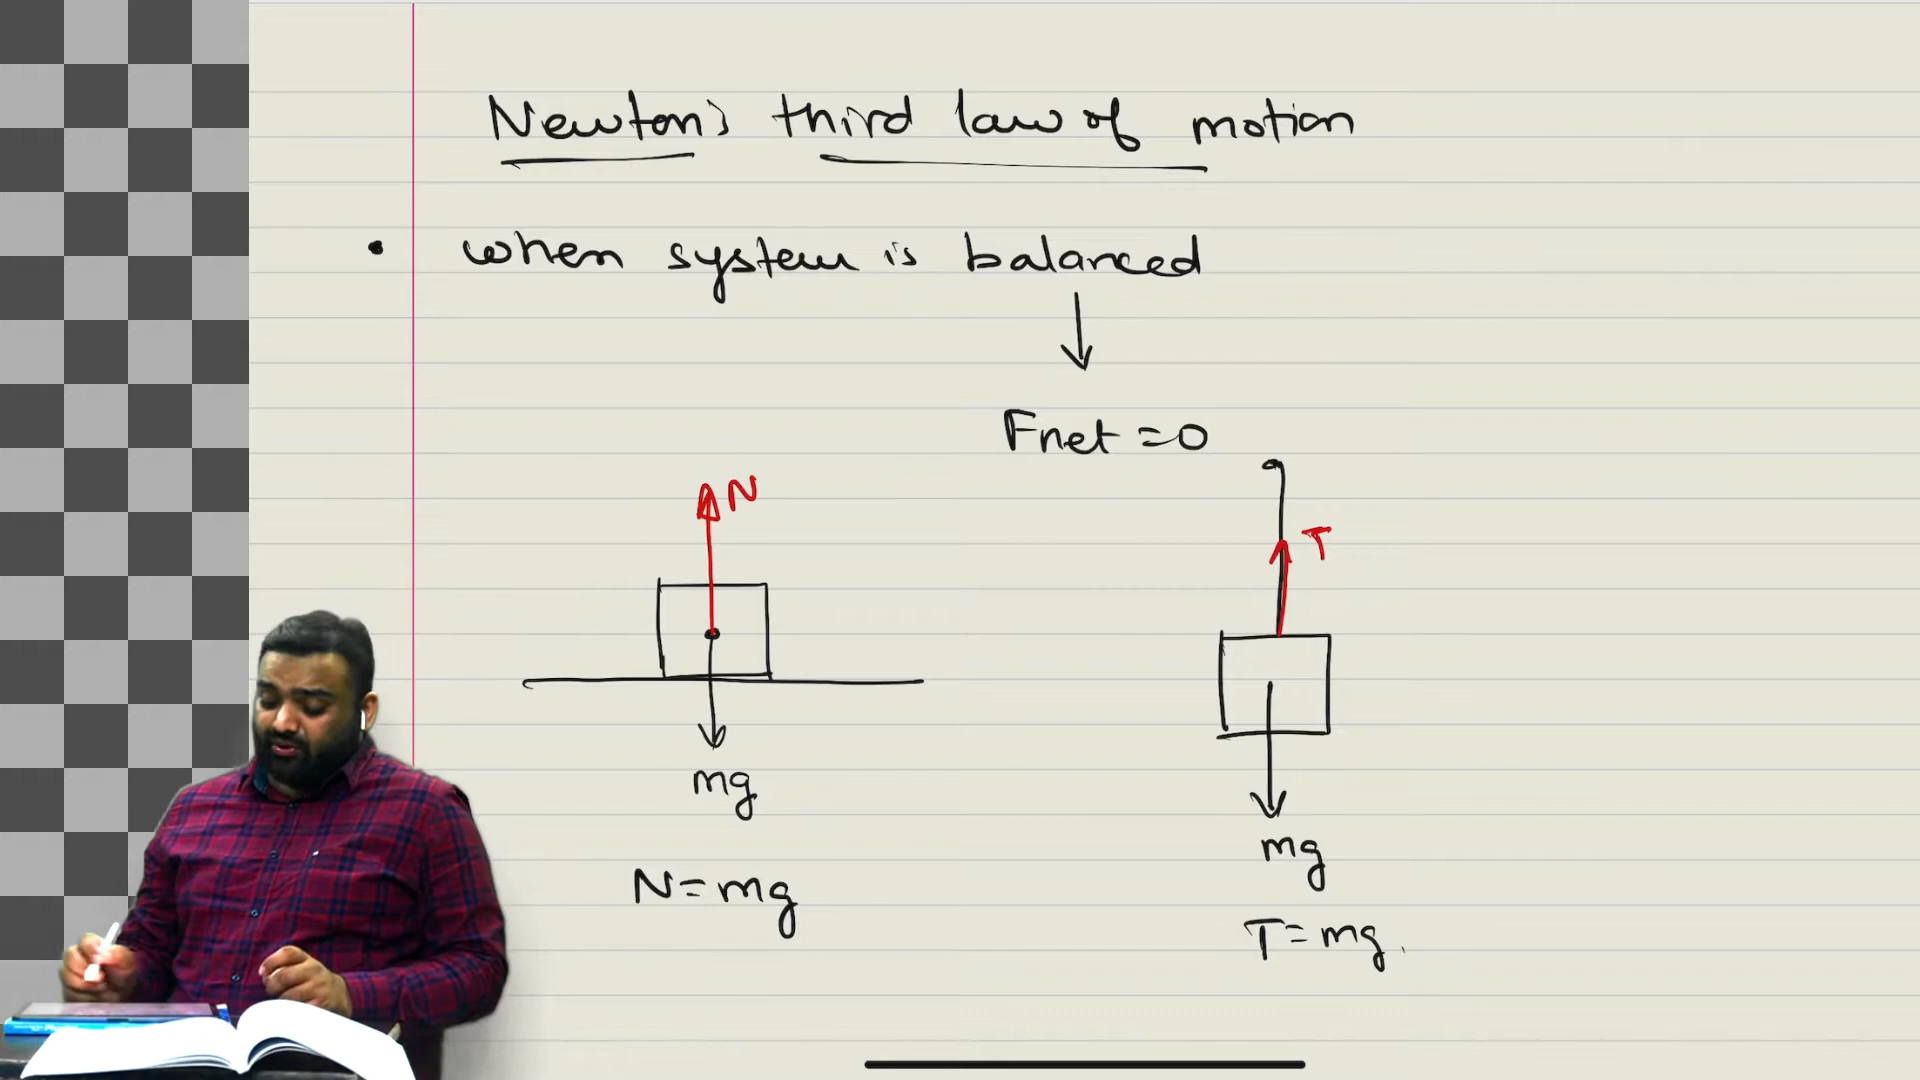 Newton's third law of motion
• when system is balanced
Fnet = 0
N
T
mg
mg
N = mg
T = mg.